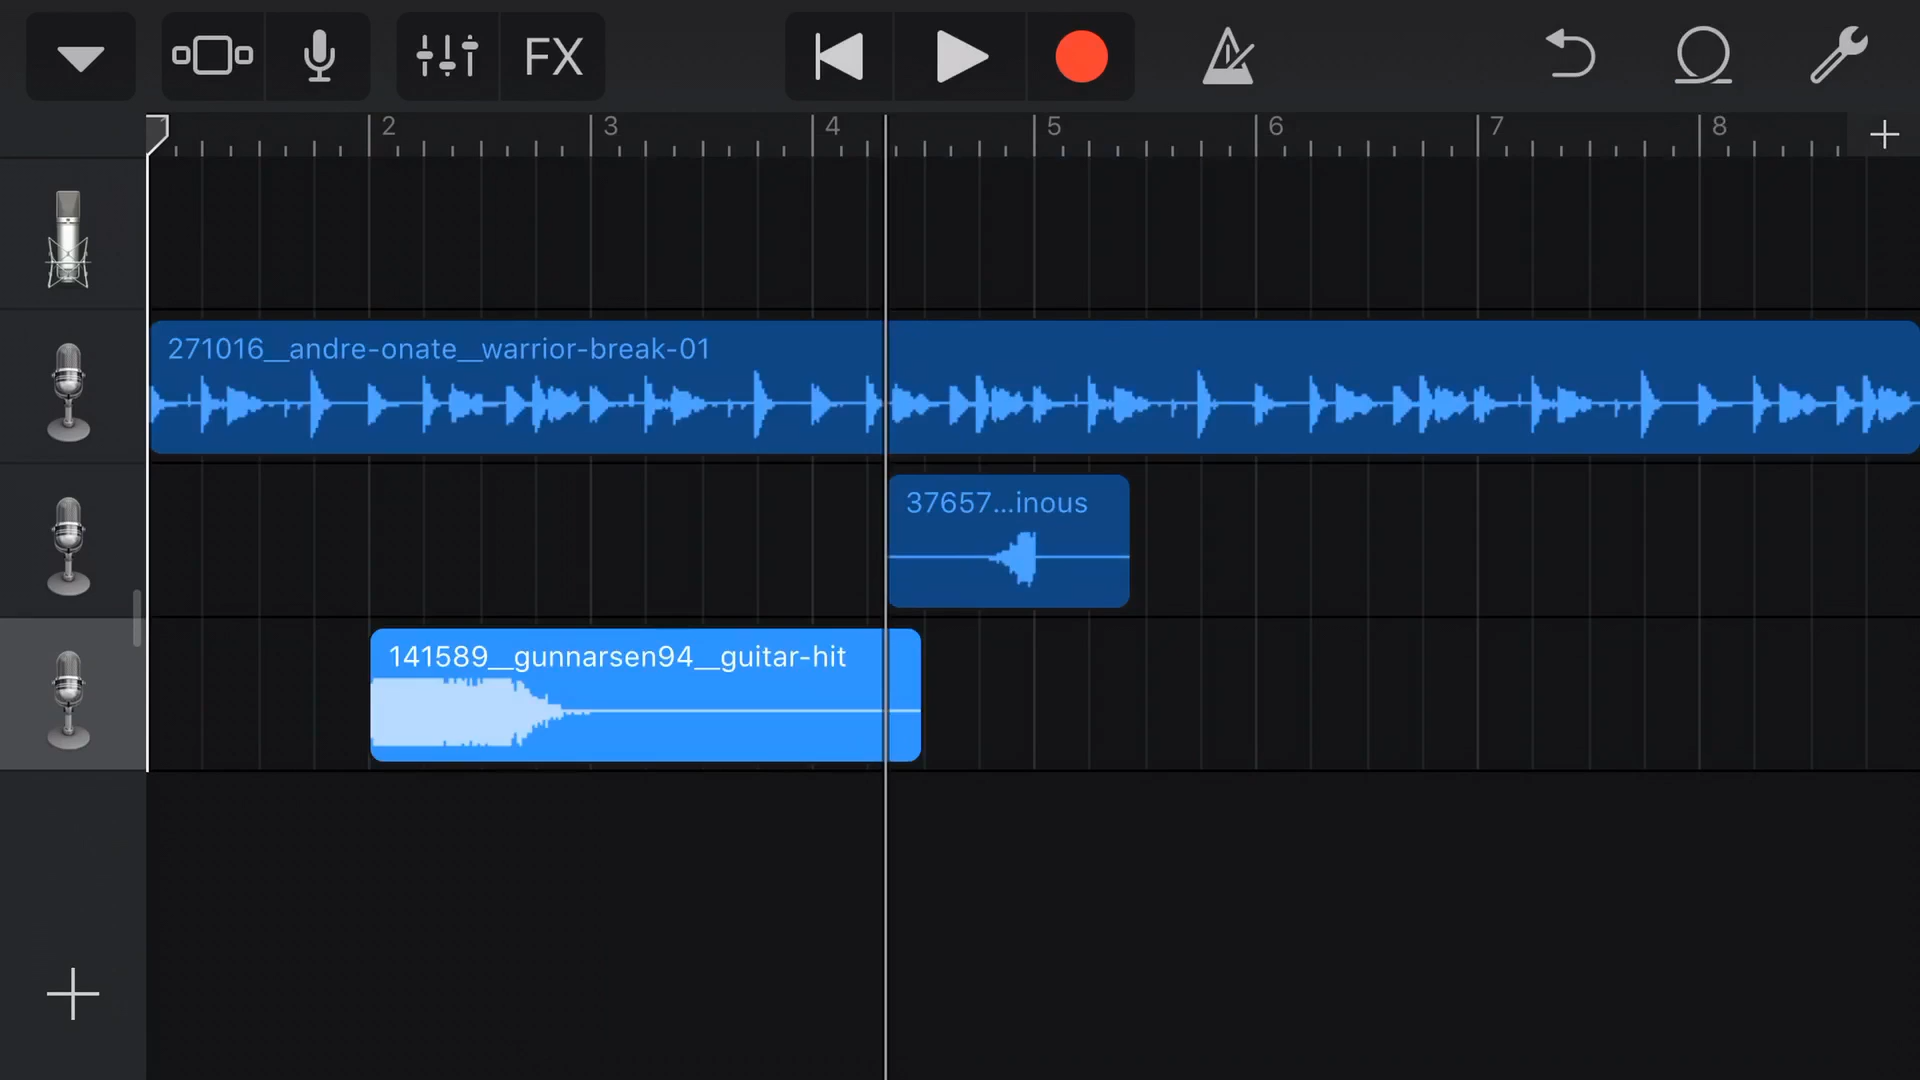 FX
2 3 4 5 6 7 8
271016__andre-onate__warrior-break-01
37657...inous
141589__gunnarsen94__guitar-hit